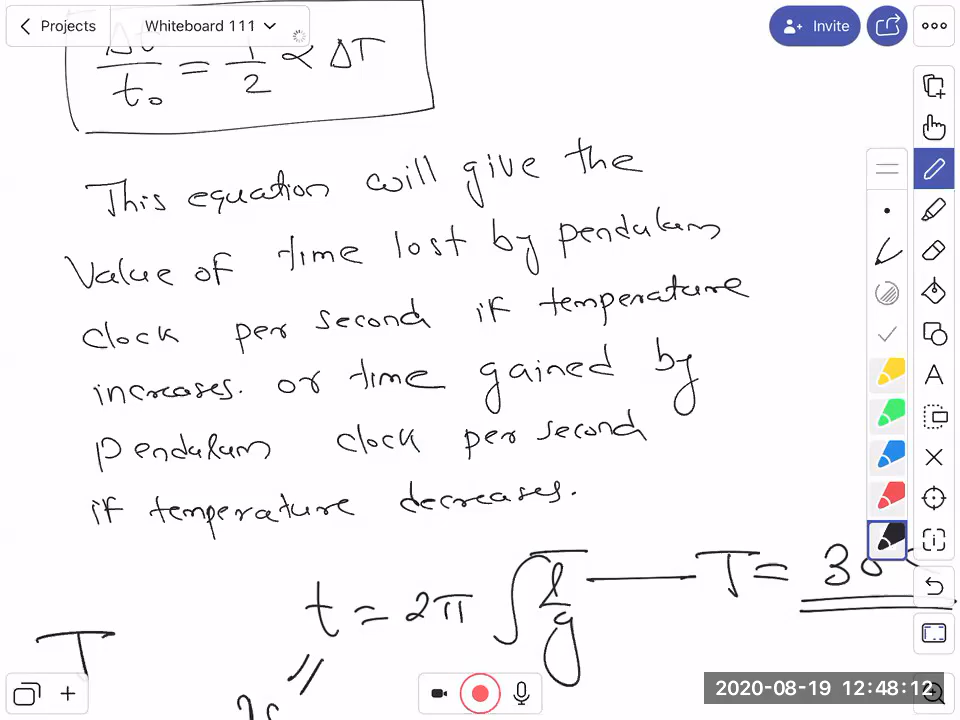 Projects
Whiteboard 111
Invite
Δt/t₀ = 1/2 ∝ ΔT
This equation will give the
Value of time lost by pendulum
clock per second if temperature
increases. or time gained by
pendulum clock per second
if temperature decreases.
t = 2π √l/g — T = 30°
T
2020-08-19 12:48:12